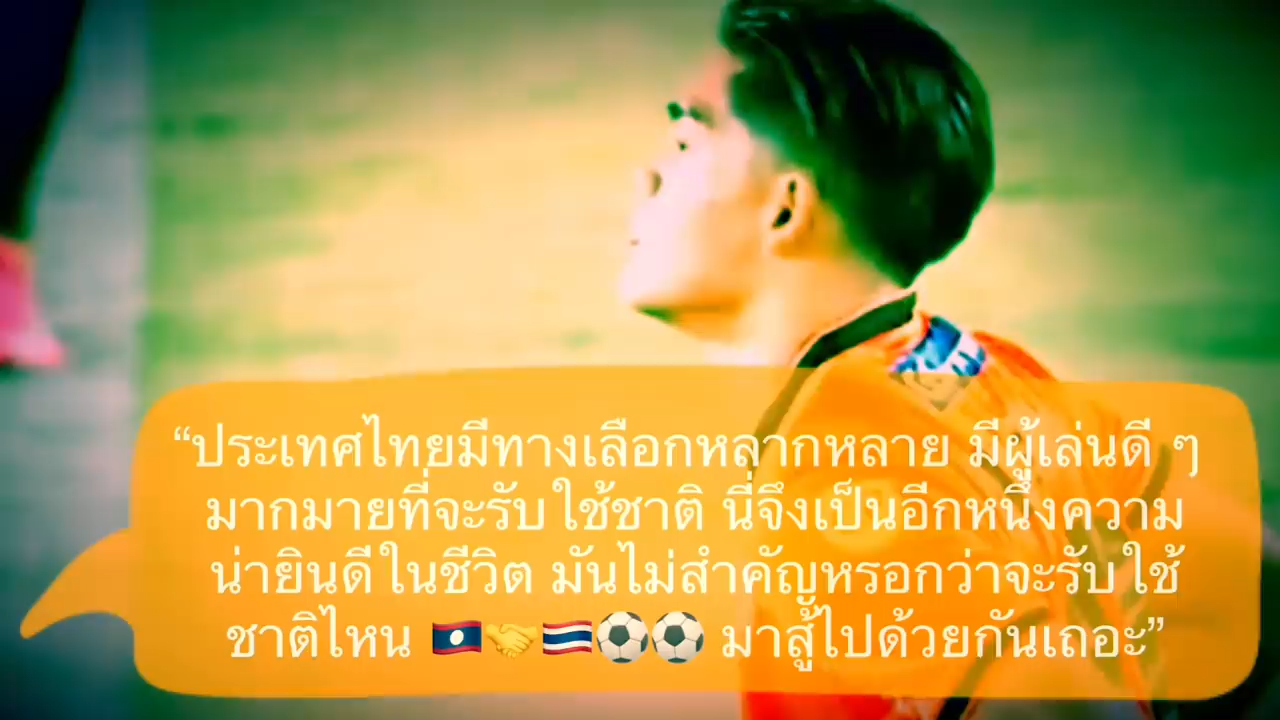 “ประเทศไทยมีทางเลือกหลากหลาย มีผู้เล่นดี ๆ
มากมายที่จะรับใช้ชาติ นี่จึงเป็นอีกหนึ่งความ
น่ายินดีในชีวิต มันไม่สำคัญหรอกว่าจะรับใช้
ชาติไหน 🇱🇦🤝🇹🇭⚽⚽ มาสู้ไปด้วยกันเถอะ”